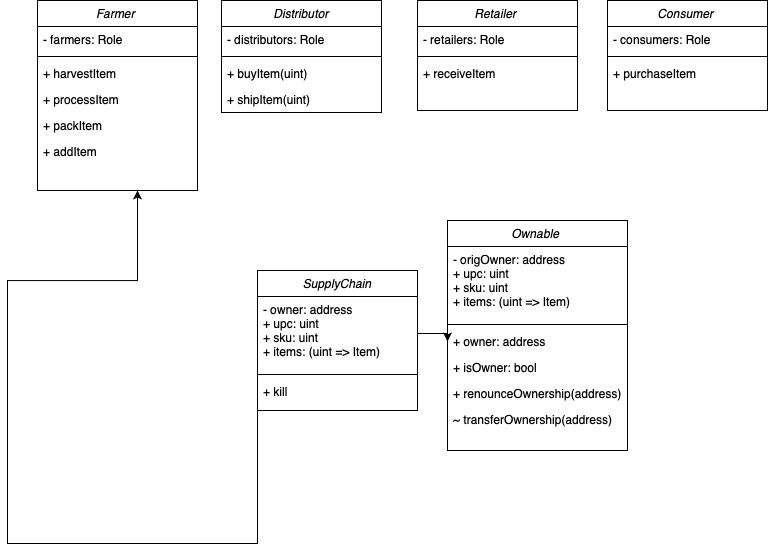 Farmer
- farmers: Role
+ harvestItem
+ processItem
+ packItem
+ addItem
Distributor
- distributors: Role
+ buyItem(uint)
+ shipItem(uint)
Retailer
- retailers: Role
+ receiveItem
Consumer
- consumers: Role
+ purchaseItem
SupplyChain
- owner: address
+ upc: uint
+ sku: uint
+ items: (uint => Item)
+ kill
Ownable
- origOwner: address
+ upc: uint
+ sku: uint
+ items: (uint => Item)
+ owner: address
+ isOwner: bool
+ renounceOwnership(address)
~ transferOwnership(address)